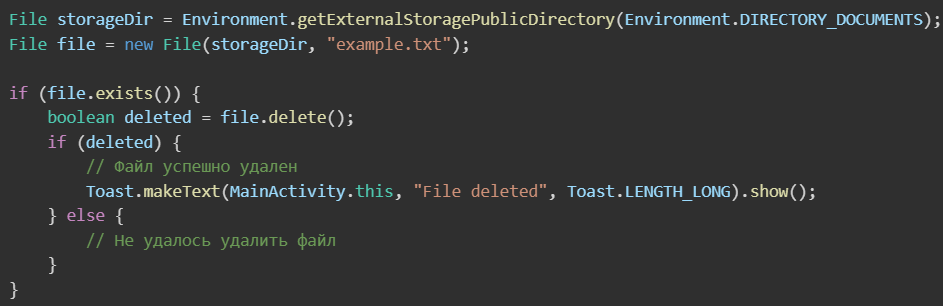 File storageDir = Environment.getExternalStoragePublicDirectory(Environment.DIRECTORY_DOCUMENTS);
File file = new File(storageDir, "example.txt");

if (file.exists()) {
    boolean deleted = file.delete();
    if (deleted) {
        // Файл успешно удален
        Toast.makeText(MainActivity.this, "File deleted", Toast.LENGTH_LONG).show();
    } else {
        // Не удалось удалить файл
    }
}